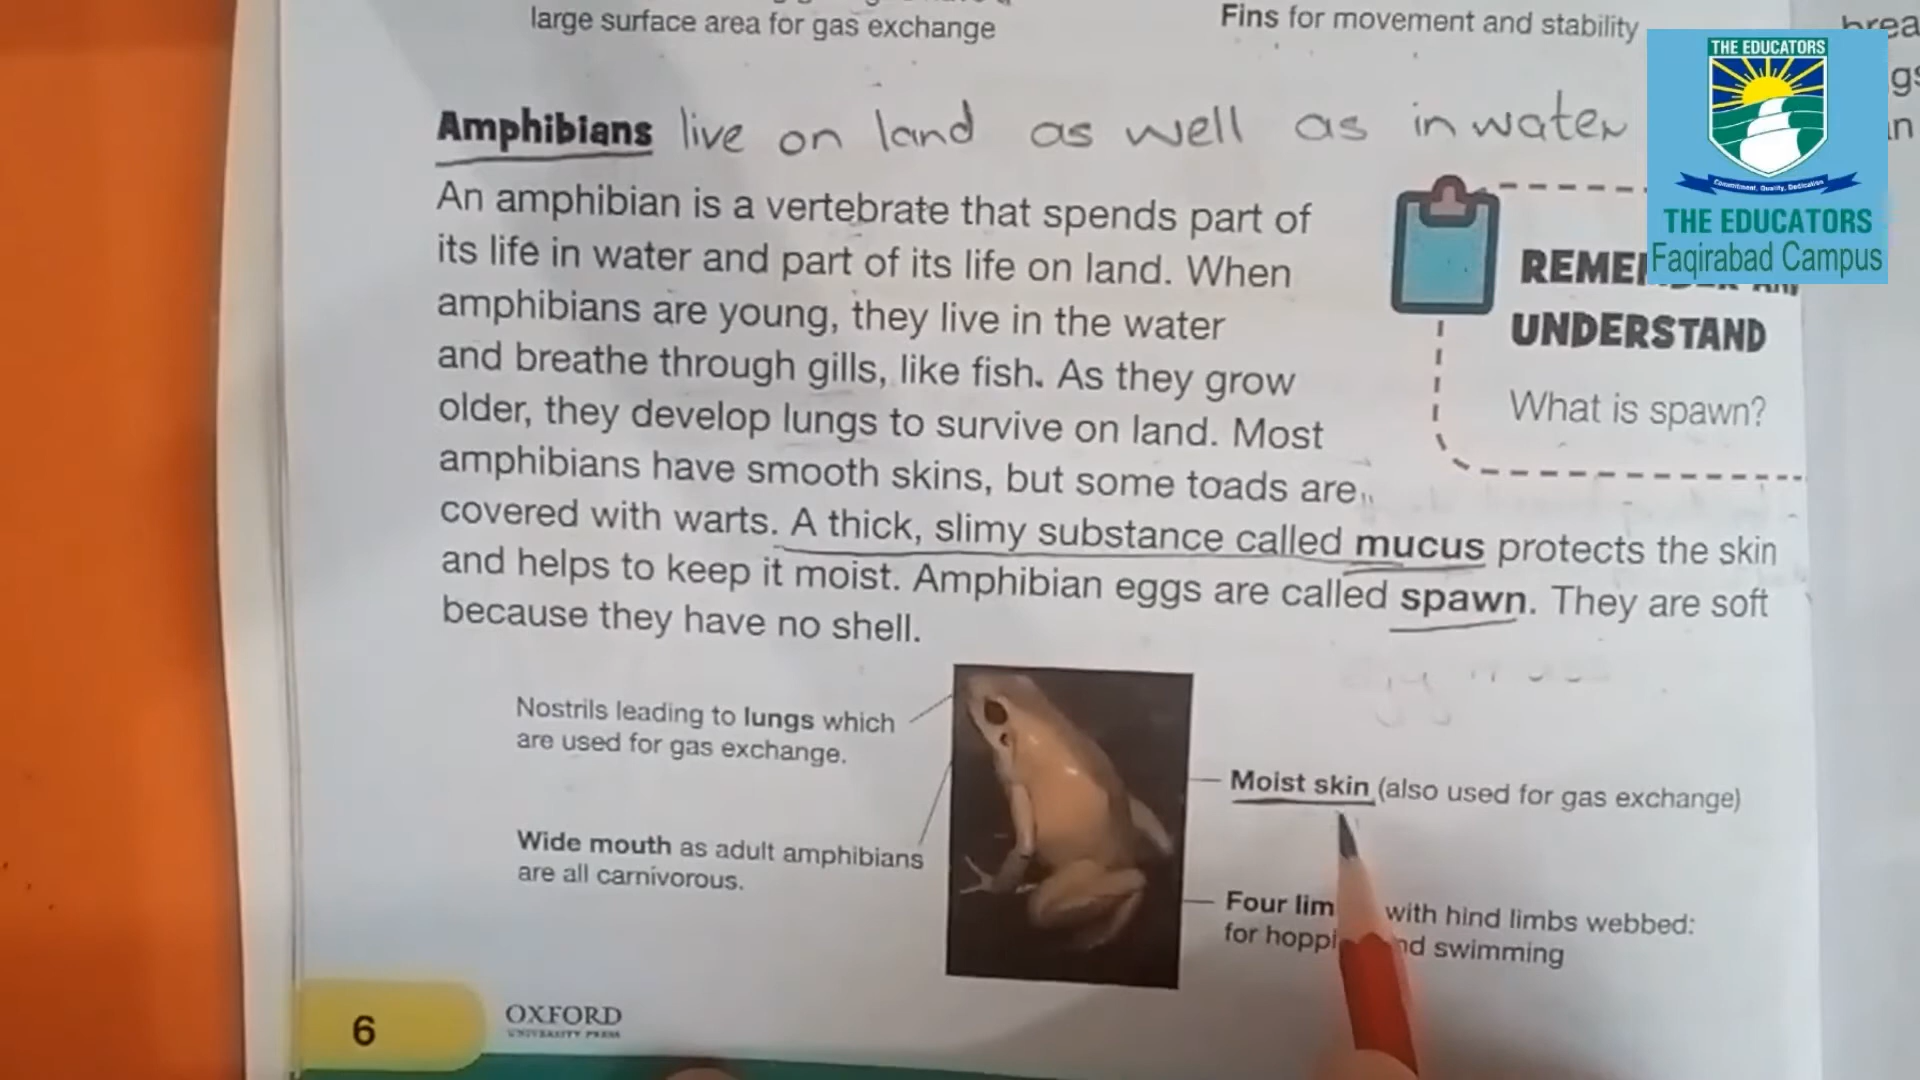 large surface area for gas exchange
Fins for movement and stability
THE EDUCATORS
Commitment, Quality, Dedication
THE EDUCATORS
Faqirabad Campus
Amphibians live on land as well as in water
An amphibian is a vertebrate that spends part of
its life in water and part of its life on land. When
amphibians are young, they live in the water
and breathe through gills, like fish. As they grow
older, they develop lungs to survive on land. Most
amphibians have smooth skins, but some toads are
covered with warts. A thick, slimy substance called mucus protects the skin
and helps to keep it moist. Amphibian eggs are called spawn. They are soft
because they have no shell.
UNDERSTAND
What is spawn?
Nostrils leading to lungs which
are used for gas exchange.
Wide mouth as adult amphibians
are all carnivorous.
Moist skin (also used for gas exchange)
Four with hind limbs webbed:
for swimming
6
OXFORD
UNIVERSITY PRESS